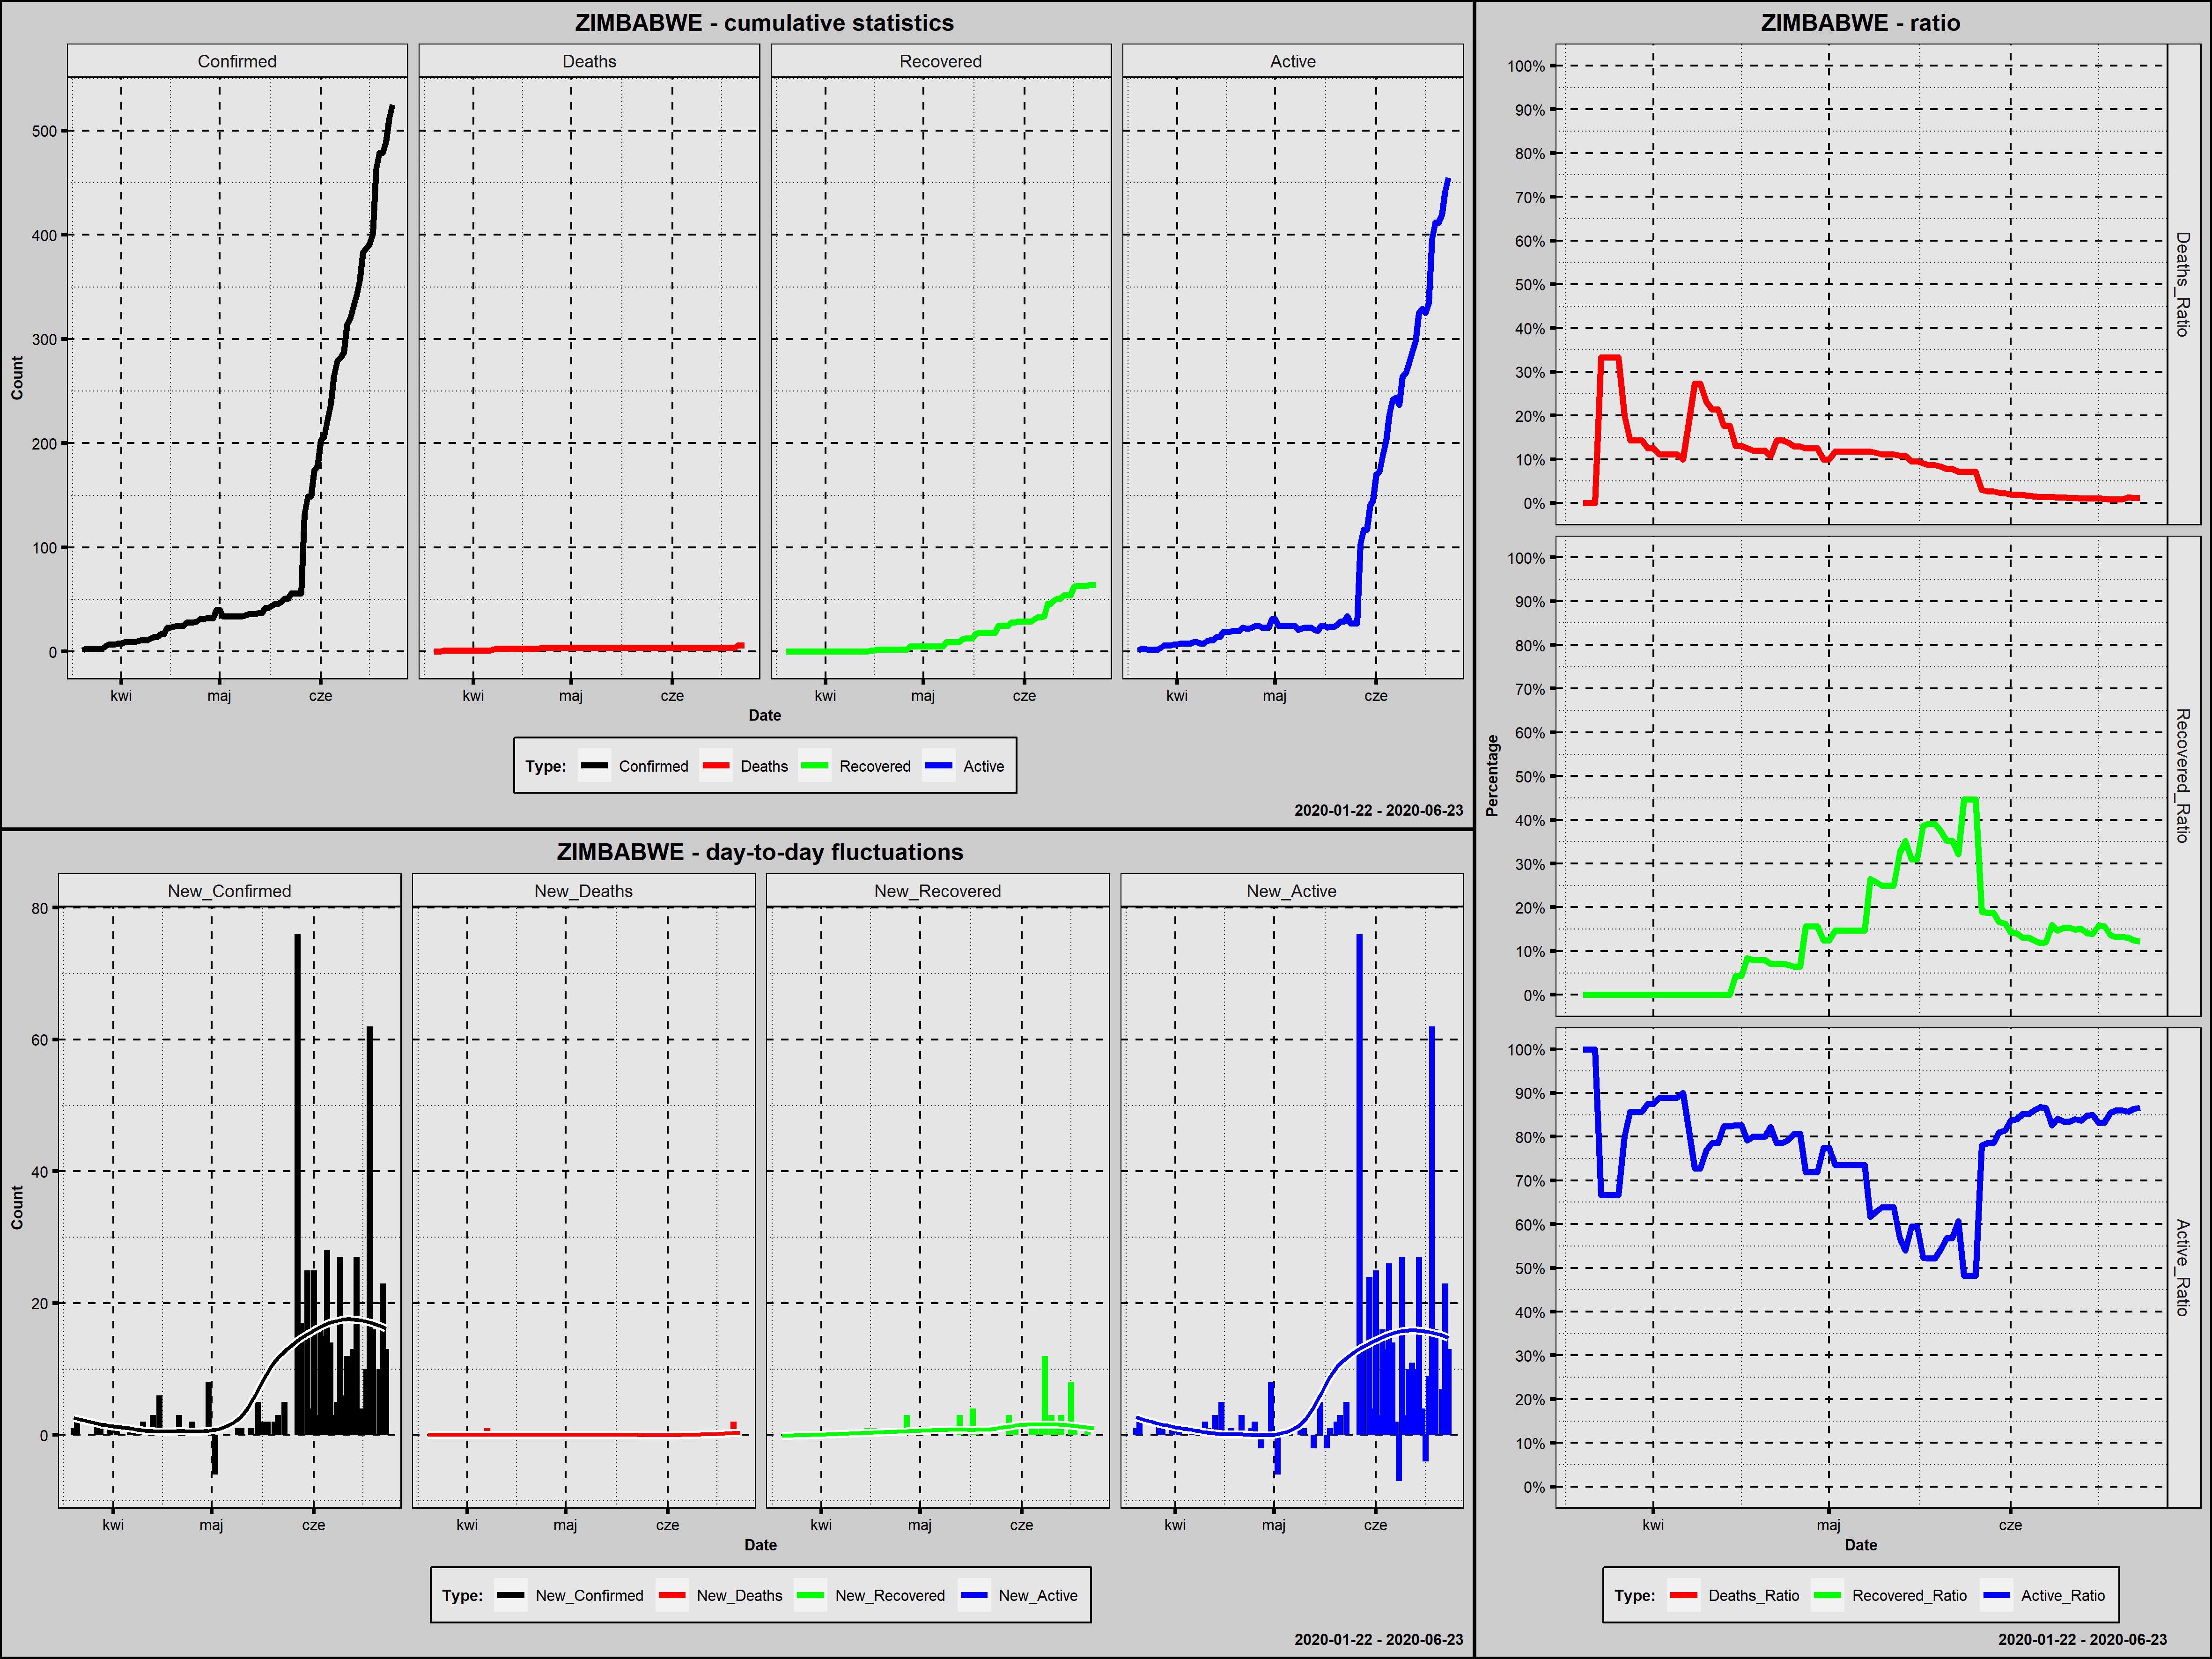 ZIMBABWE - cumulative statistics
Confirmed Deaths Recovered Active
Count
500
400
300
200
100
0
kwi maj cze kwi maj cze kwi maj cze kwi maj cze
Date
Type: Confirmed Deaths Recovered Active
2020-01-22 - 2020-06-23
ZIMBABWE - day-to-day fluctuations
New_Confirmed New_Deaths New_Recovered New_Active
Count
80
60
40
20
0
kwi maj cze kwi maj cze kwi maj cze kwi maj cze
Date
Type: New_Confirmed New_Deaths New_Recovered New_Active
2020-01-22 - 2020-06-23
ZIMBABWE - ratio
Percentage
100%
90%
80%
70%
60%
50%
40%
30%
20%
10%
0%
Deaths_Ratio
100%
90%
80%
70%
60%
50%
40%
30%
20%
10%
0%
Recovered_Ratio
100%
90%
80%
70%
60%
50%
40%
30%
20%
10%
0%
Active_Ratio
kwi maj cze
Date
Type: Deaths_Ratio Recovered_Ratio Active_Ratio
2020-01-22 - 2020-06-23